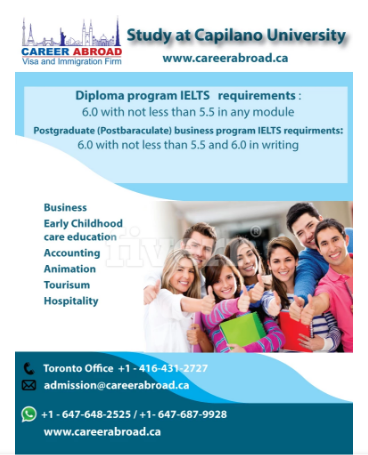 Study at Capilano University
CAREER ABROAD
Visa and Immigration Firm
www.careerabroad.ca
Diploma program IELTS requirements :
6.0 with not less than 5.5 in any module
Postgraduate (Postbaraculate) business program IELTS requirments:
6.0 with not less than 5.5 and 6.0 in writing
Business
Early Childhood
care education
Accounting
Animation
Tourisum
Hospitality
Toronto Office +1 - 416-431-2727
admission@careerabroad.ca
+1 - 647-648-2525 / +1- 647-687-9928
www.careerabroad.ca